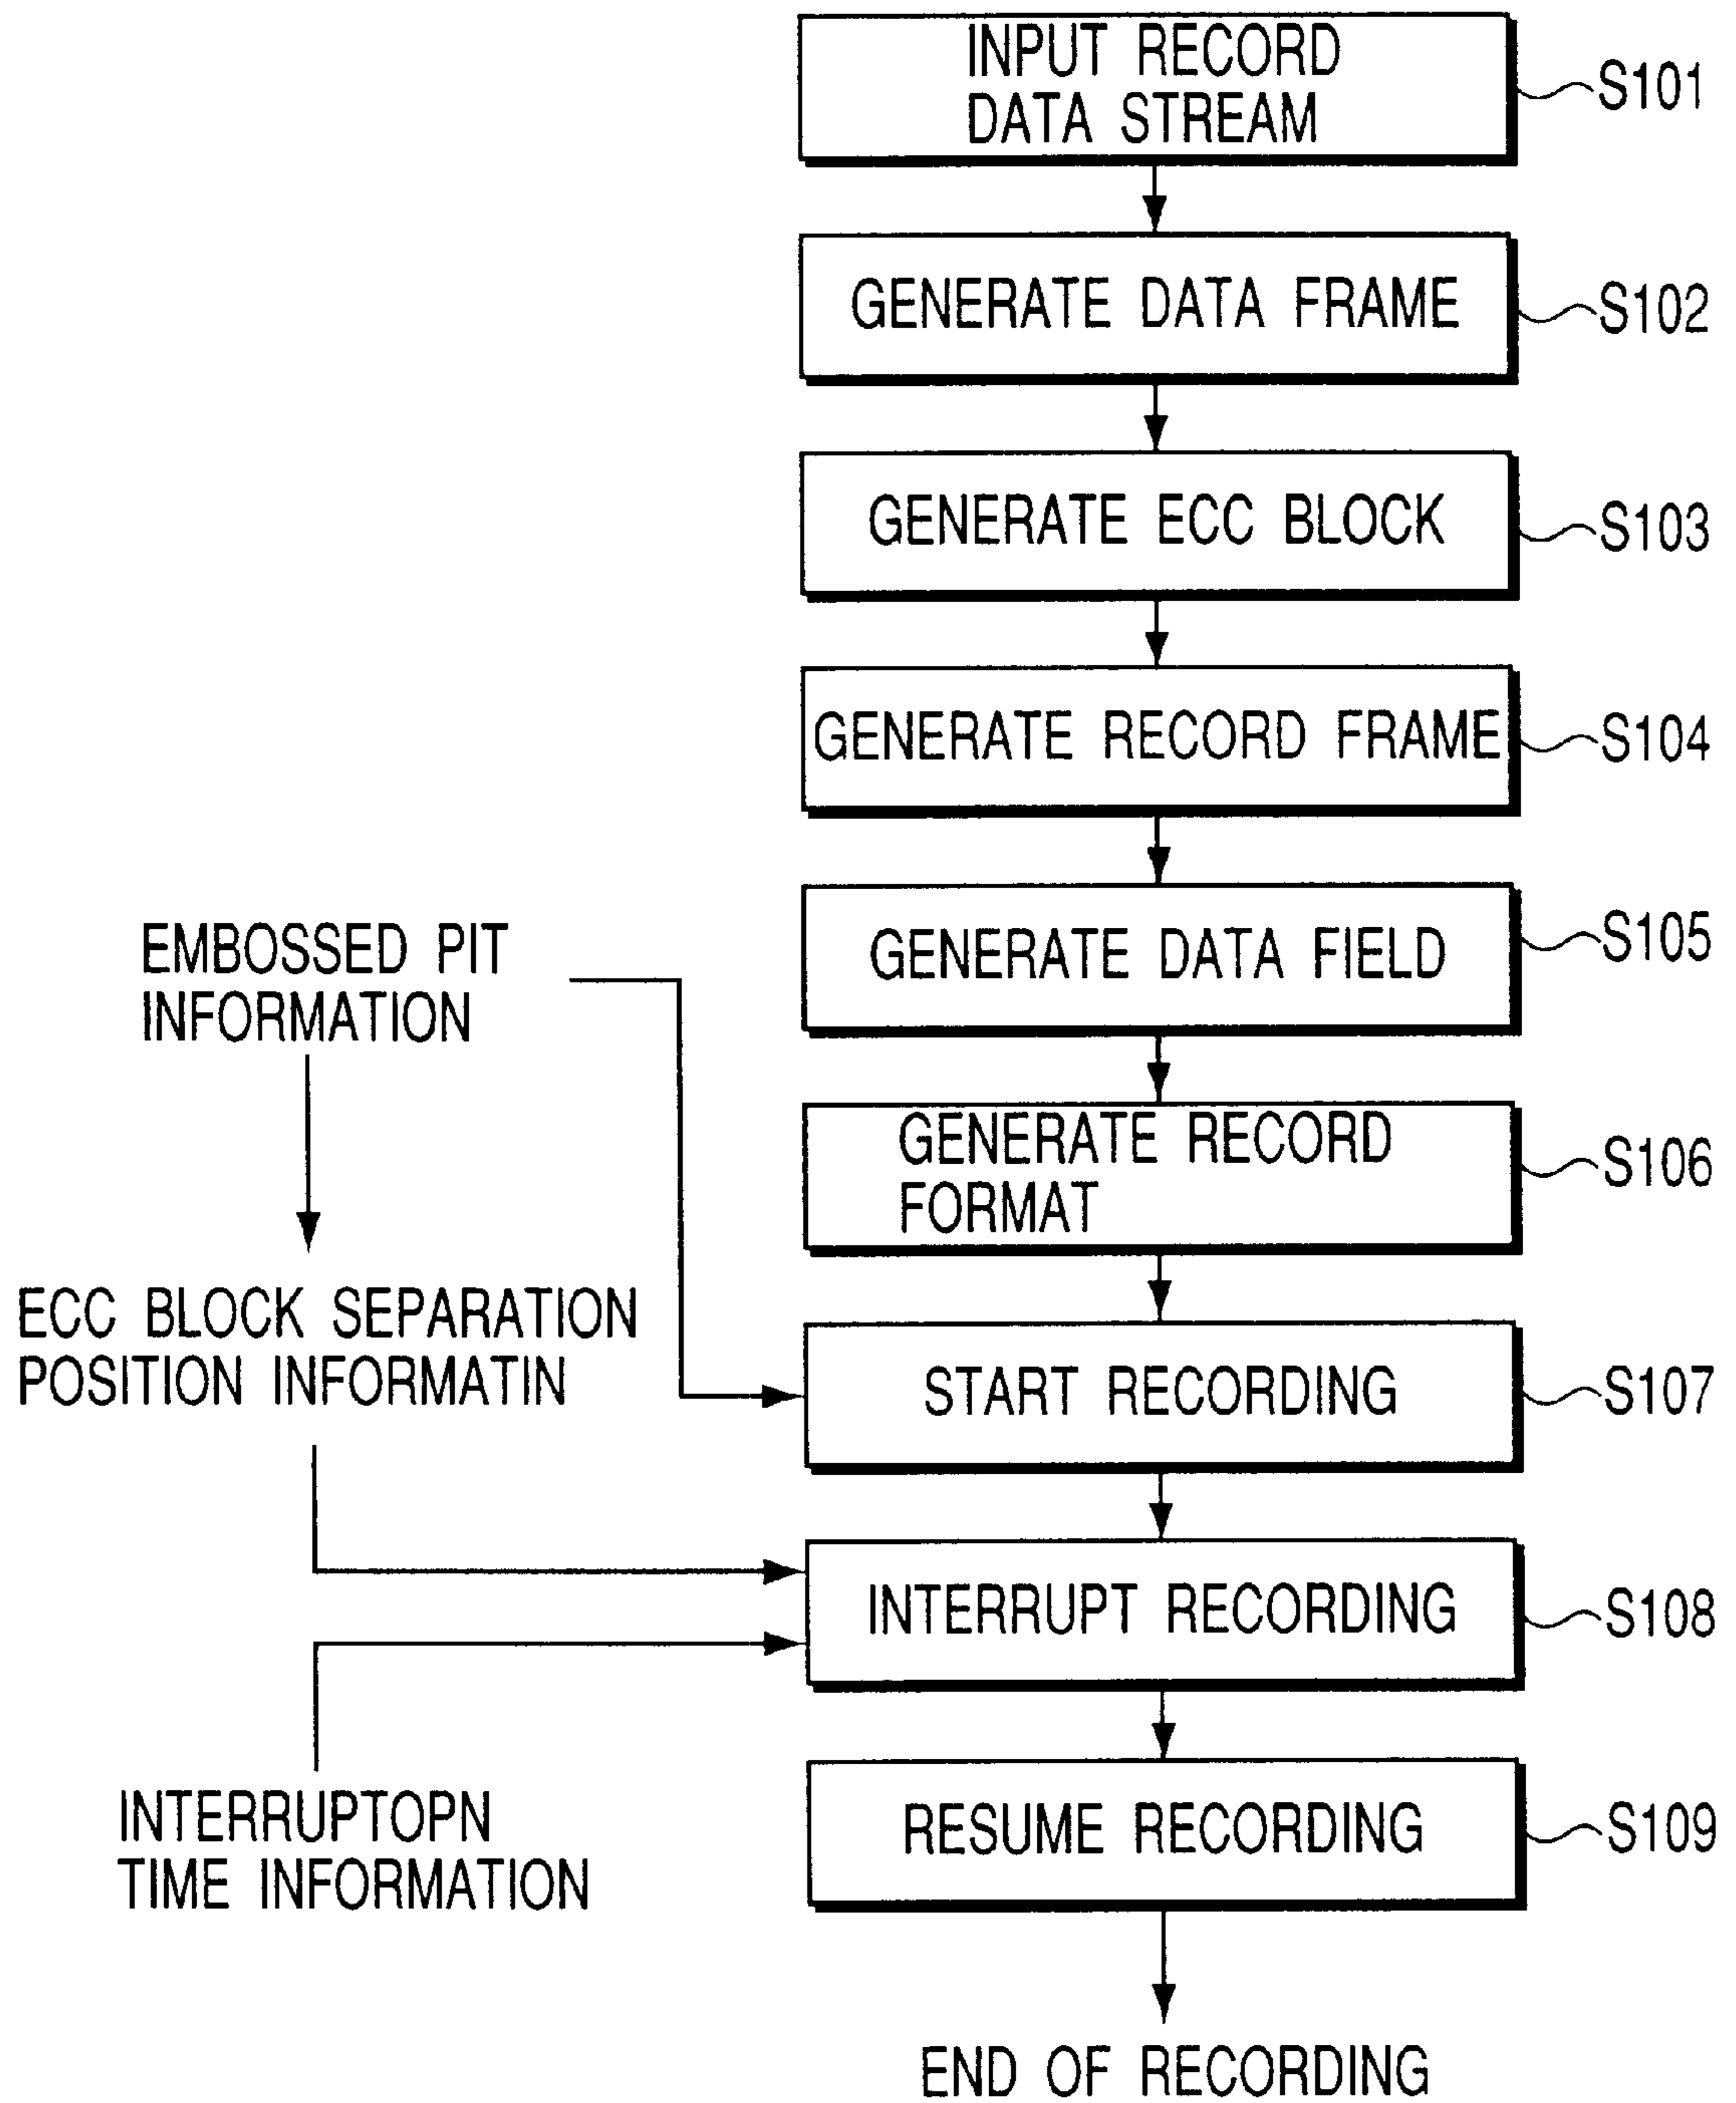 INPUT RECORD
DATA STREAM
S101
GENERATE DATA FRAME
S102
GENERATE ECC BLOCK
S103
GENERATE RECORD FRAME
S104
GENERATE DATA FIELD
S105
EMBOSSED PIT
INFORMATION
GENERATE RECORD
FORMAT
S106
ECC BLOCK SEPARATION
POSITION INFORMATIN
START RECORDING
S107
INTERRUPT RECORDING
S108
INTERRUPTOPN
TIME INFORMATION
RESUME RECORDING
S109
END OF RECORDING